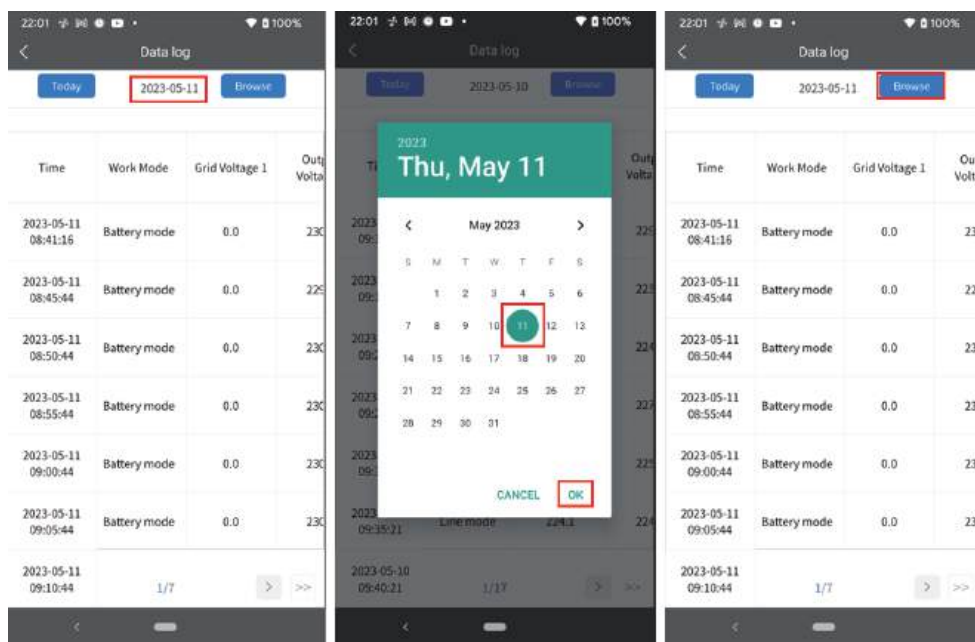 22:01 100%
Data log
Today 2023-05-11 Browse
Time Work Mode Grid Voltage 1
2023-05-11
08:41:16 Battery mode 0.0
2023-05-11
08:45:44 Battery mode 0.0
2023-05-11
08:50:44 Battery mode 0.0
2023-05-11
08:55:44 Battery mode 0.0
2023-05-11
09:00:44 Battery mode 0.0
2023-05-11
09:05:44 Battery mode 0.0
2023-05-11
09:10:44 1/7 > >>
22:01 100%
Data log
Today 2023-05-10 Browse
2023
Thu, May 11
< May 2023 >
S M T W T F S
1 2 3 4 5 6
7 8 9 10 11 12 13
14 15 16 17 18 19 20
21 22 23 24 25 26 27
28 29 30 31
CANCEL OK
09:35:21 Line mode 224.1 224
2023-05-10
09:40:21 1/17 > >>
22:01 100%
Data log
Today 2023-05-11 Browse
Time Work Mode Grid Voltage 1
2023-05-11
08:41:16 Battery mode 0.0
2023-05-11
08:45:44 Battery mode 0.0
2023-05-11
08:50:44 Battery mode 0.0
2023-05-11
08:55:44 Battery mode 0.0
2023-05-11
09:00:44 Battery mode 0.0
2023-05-11
09:05:44 Battery mode 0.0
2023-05-11
09:10:44 1/7 > >>